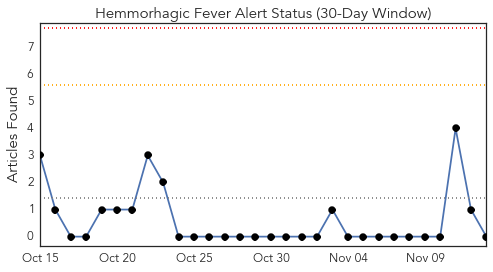 Hemmorhagic Fever Alert Status (30-Day Window)
Articles Found
7
6
5
4
3
2
1
0
Oct 15 Oct 20 Oct 25 Oct 30 Nov 04 Nov 09